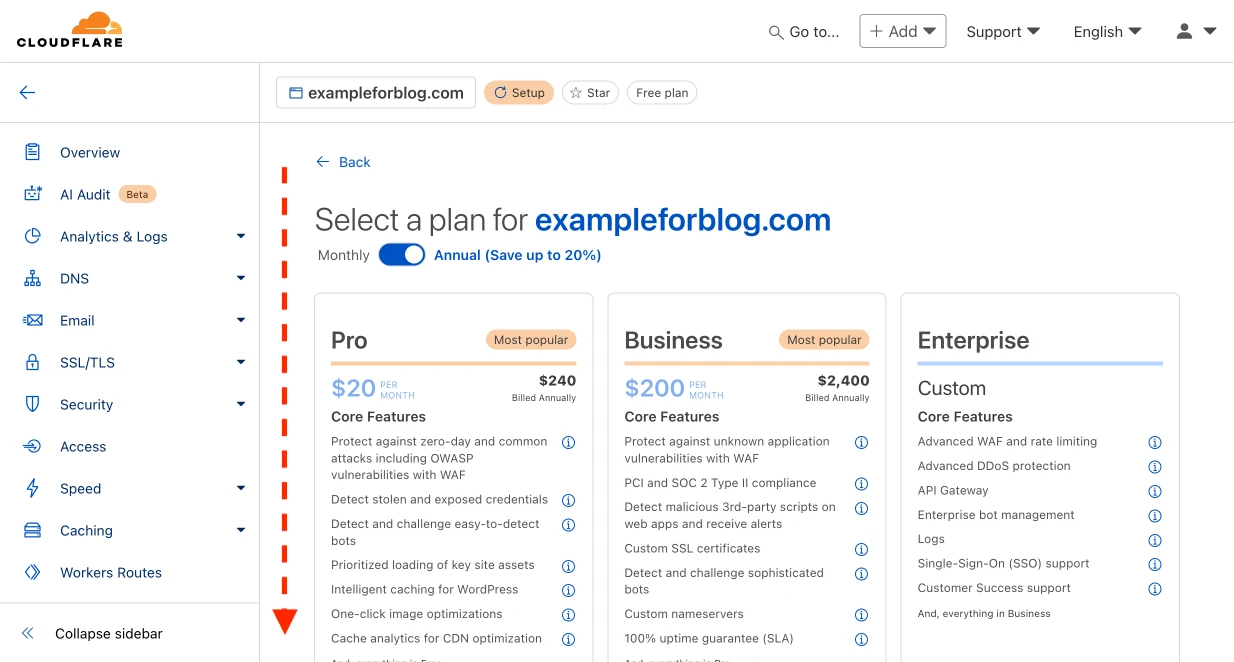 CLOUDFLARE
Go to...
Add
Support
English
exampleforblog.com
Setup
Star
Free plan
Overview
AI Audit Beta
Analytics & Logs
DNS
Email
SSL/TLS
Security
Access
Speed
Caching
Workers Routes
Collapse sidebar
Back
Select a plan for exampleforblog.com
Monthly Annual (Save up to 20%)
Pro
Most popular
$20 PER MONTH
$240
Billed Annually
Core Features
Protect against zero-day and common
attacks including OWASP
vulnerabilities with WAF
Detect stolen and exposed credentials
Detect and challenge easy-to-detect
bots
Prioritized loading of key site assets
Intelligent caching for WordPress
One-click image optimizations
Cache analytics for CDN optimization
And, everything in Free
Business
Most popular
$200 PER MONTH
$2,400
Billed Annually
Core Features
Protect against unknown application
vulnerabilities with WAF
PCI and SOC 2 Type II compliance
Detect malicious 3rd-party scripts on
web apps and receive alerts
Custom SSL certificates
Detect and challenge sophisticated
bots
Custom nameservers
100% uptime guarantee (SLA)
And, everything in Pro
Enterprise
Custom
Core Features
Advanced WAF and rate limiting
Advanced DDoS protection
API Gateway
Enterprise bot management
Logs
Single-Sign-On (SSO) support
Customer Success support
And, everything in Business